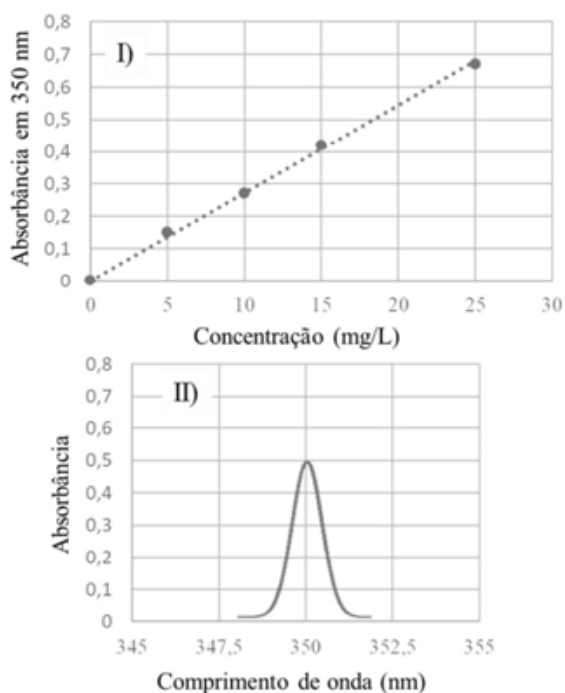 I)
Absorbância em 350 nm
0,8
0,7
0,6
0,5
0,4
0,3
0,2
0,1
0
0 5 10 15 20 25 30
Concentração (mg/L)
II)
Absorbância
0,8
0,7
0,6
0,5
0,4
0,3
0,2
0,1
0
345 347,5 350 352,5 355
Comprimento de onda (nm)